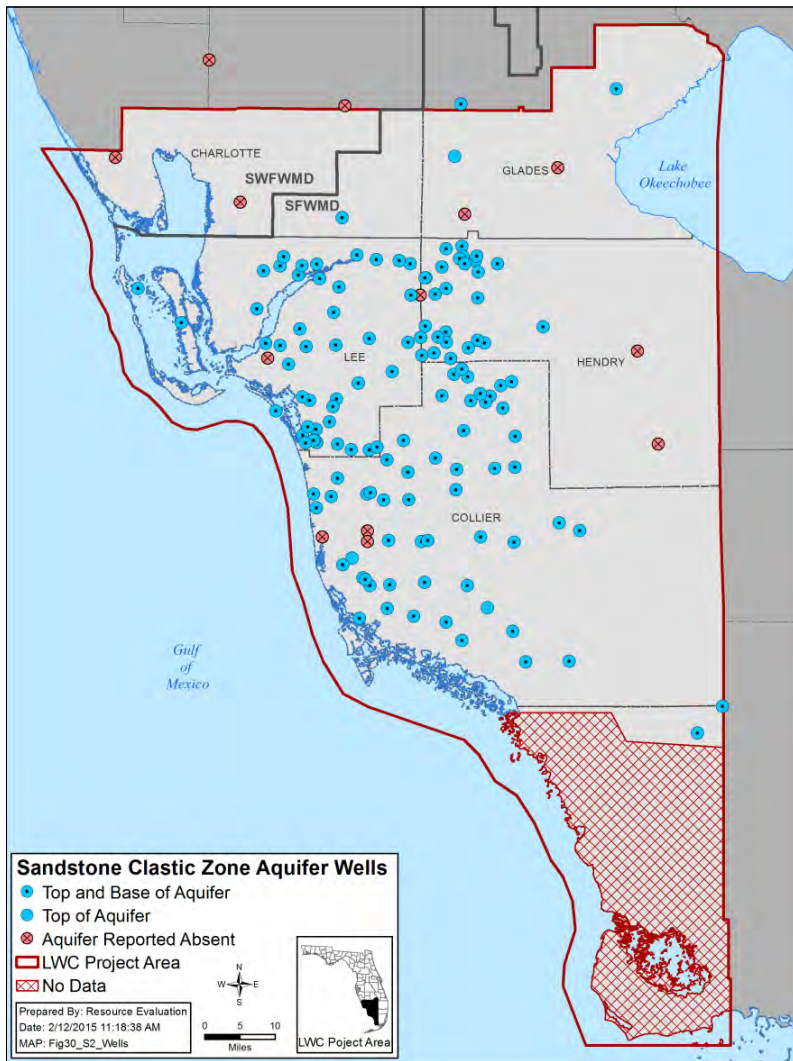 CHARLOTTE
SWFWMD
SFWMD
GLADES
Lake
Okeechobee
LEE
HENDRY
COLLIER
Gulf
of
Mexico
Sandstone Clastic Zone Aquifer Wells
Top and Base of Aquifer
Top of Aquifer
Aquifer Reported Absent
LWC Project Area
No Data
N
W E
S
Prepared By: Resource Evaluation
Date: 2/12/2015 11:18:38 AM
MAP: Fig30_S2_Wells
0 5 10
Miles
LWC Poject Area